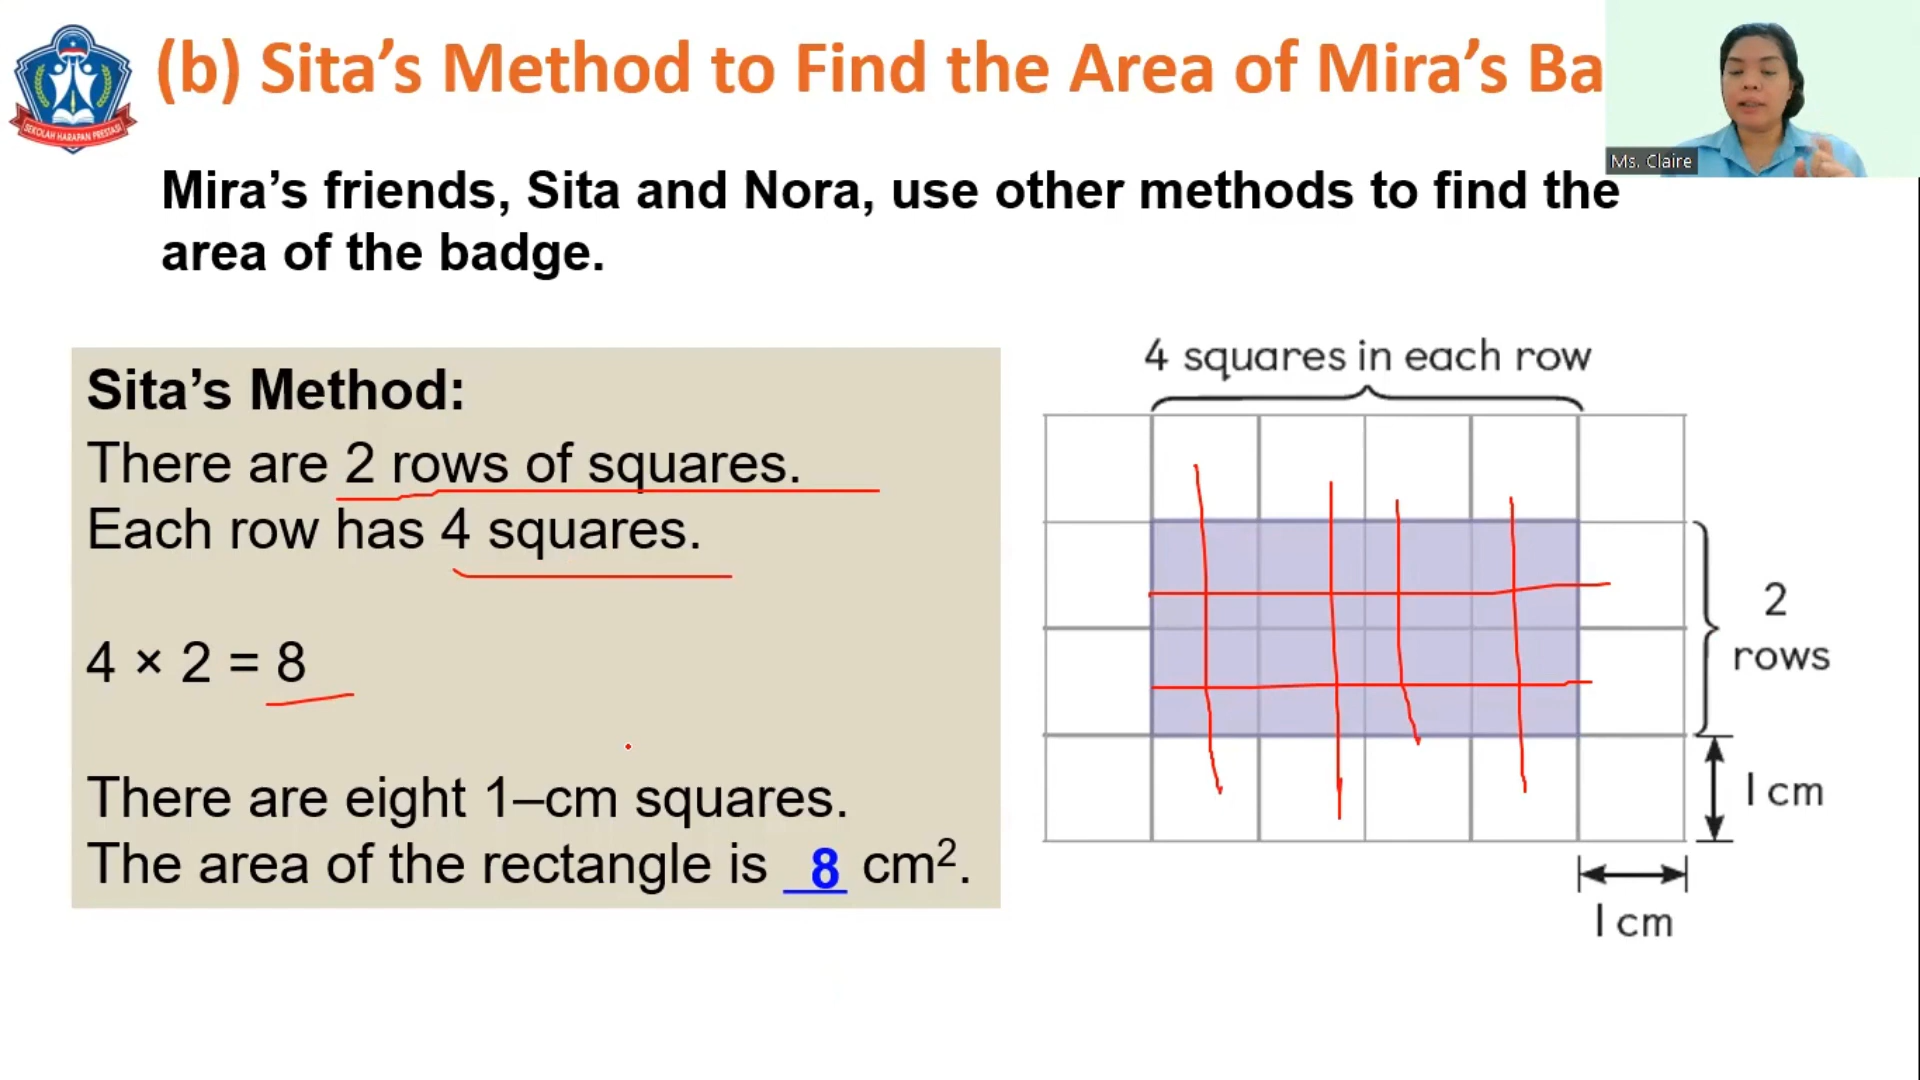 (b) Sita's Method to Find the Area of Mira's Ba
SEKOLAH HARAPAN PRESTASI
Ms. Claire
Mira's friends, Sita and Nora, use other methods to find the
area of the badge.
Sita's Method:
There are 2 rows of squares.
Each row has 4 squares.
4 × 2 = 8
There are eight 1–cm squares.
The area of the rectangle is 8 cm².
4 squares in each row
2
rows
1 cm
1 cm